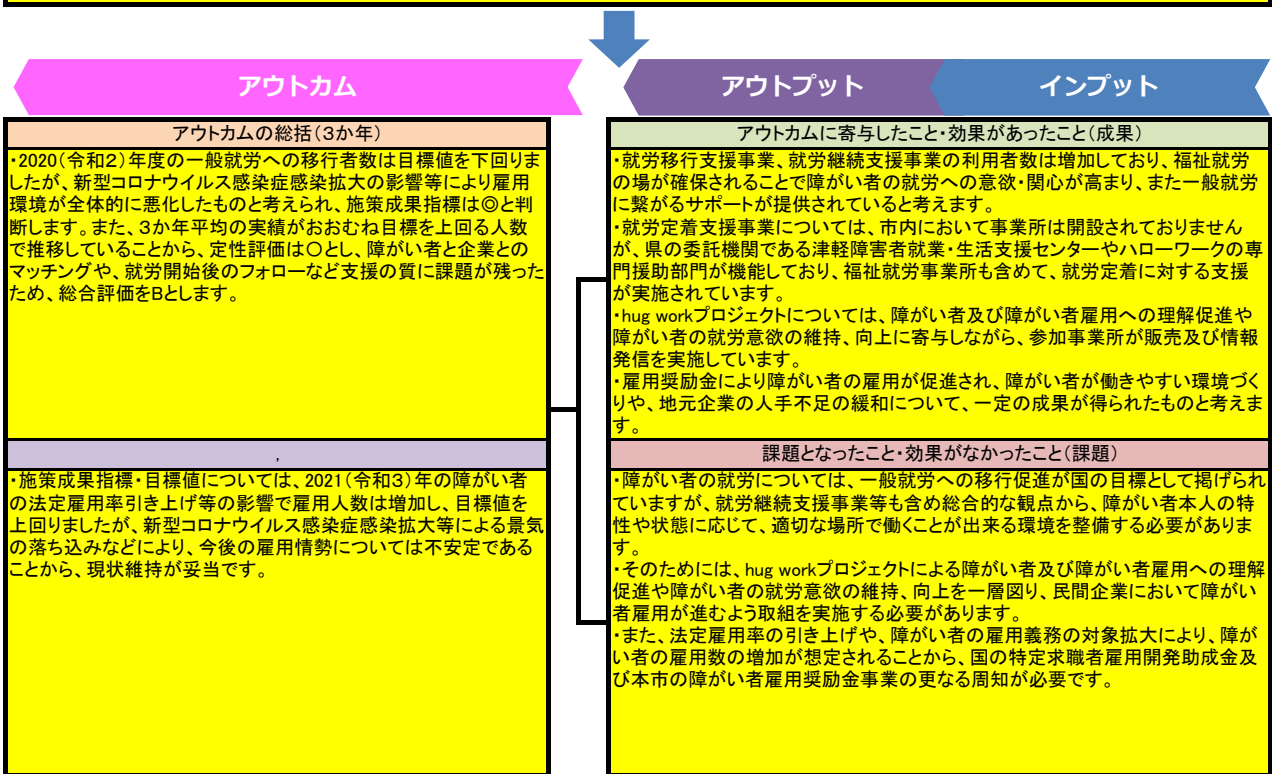 アウトカム
アウトプット
インプット
アウトカムの総括(3か年)
・2020(令和2)年度の一般就労への移行者数は目標値を下回りま
したが、新型コロナウイルス感染症感染拡大の影響等により雇用
環境が全体的に悪化したものと考えられ、施策成果指標は◎と判
断します。また、3か年平均の実績がおおむね目標を上回る人数
で推移していることから、定性評価は〇とし、障がい者と企業との
マッチングや、就労開始後のフォローなど支援の質に課題が残った
ため、総合評価をBとします。
,
・施策成果指標・目標値については、2021(令和3)年の障がい者
の法定雇用率引き上げ等の影響で雇用人数は増加し、目標値を
上回りましたが、新型コロナウイルス感染症感染拡大等による景気
の落ち込みなどにより、今後の雇用情勢については不安定である
ことから、現状維持が妥当です。
アウトカムに寄与したこと・効果があったこと(成果)
・就労移行支援事業、就労継続支援事業の利用者数は増加しており、福祉就労
の場が確保されることで障がい者の就労への意欲・関心が高まり、また一般就労
に繋がるサポートが提供されていると考えます。
・就労定着支援事業については、市内において事業所は開設されておりません
が、県の委託機関である津軽障害者就業・生活支援センターやハローワークの専
門援助部門が機能しており、福祉就労事業所も含めて、就労定着に対する支援
が実施されています。
・hug workプロジェクトについては、障がい者及び障がい者雇用への理解促進や
障がい者の就労意欲の維持、向上に寄与しながら、参加事業所が販売及び情報
発信を実施しています。
・雇用奨励金により障がい者の雇用が促進され、障がい者が働きやすい環境づく
りや、地元企業の人手不足の緩和について、一定の成果が得られたものと考えま
す。
課題となったこと・効果がなかったこと(課題)
・障がい者の就労については、一般就労への移行促進が国の目標として掲げられ
ていますが、就労継続支援事業等も含め総合的な観点から、障がい者本人の特
性や状態に応じて、適切な場所で働くことが出来る環境を整備する必要がありま
す。
・そのためには、hug workプロジェクトによる障がい者及び障がい者雇用への理解
促進や障がい者の就労意欲の維持、向上を一層図り、民間企業において障がい
者雇用が進むよう取組を実施する必要があります。
・また、法定雇用率の引き上げや、障がい者の雇用義務の対象拡大により、障が
い者の雇用数の増加が想定されることから、国の特定求職者雇用開発助成金及
び本市の障がい者雇用奨励金事業の更なる周知が必要です。